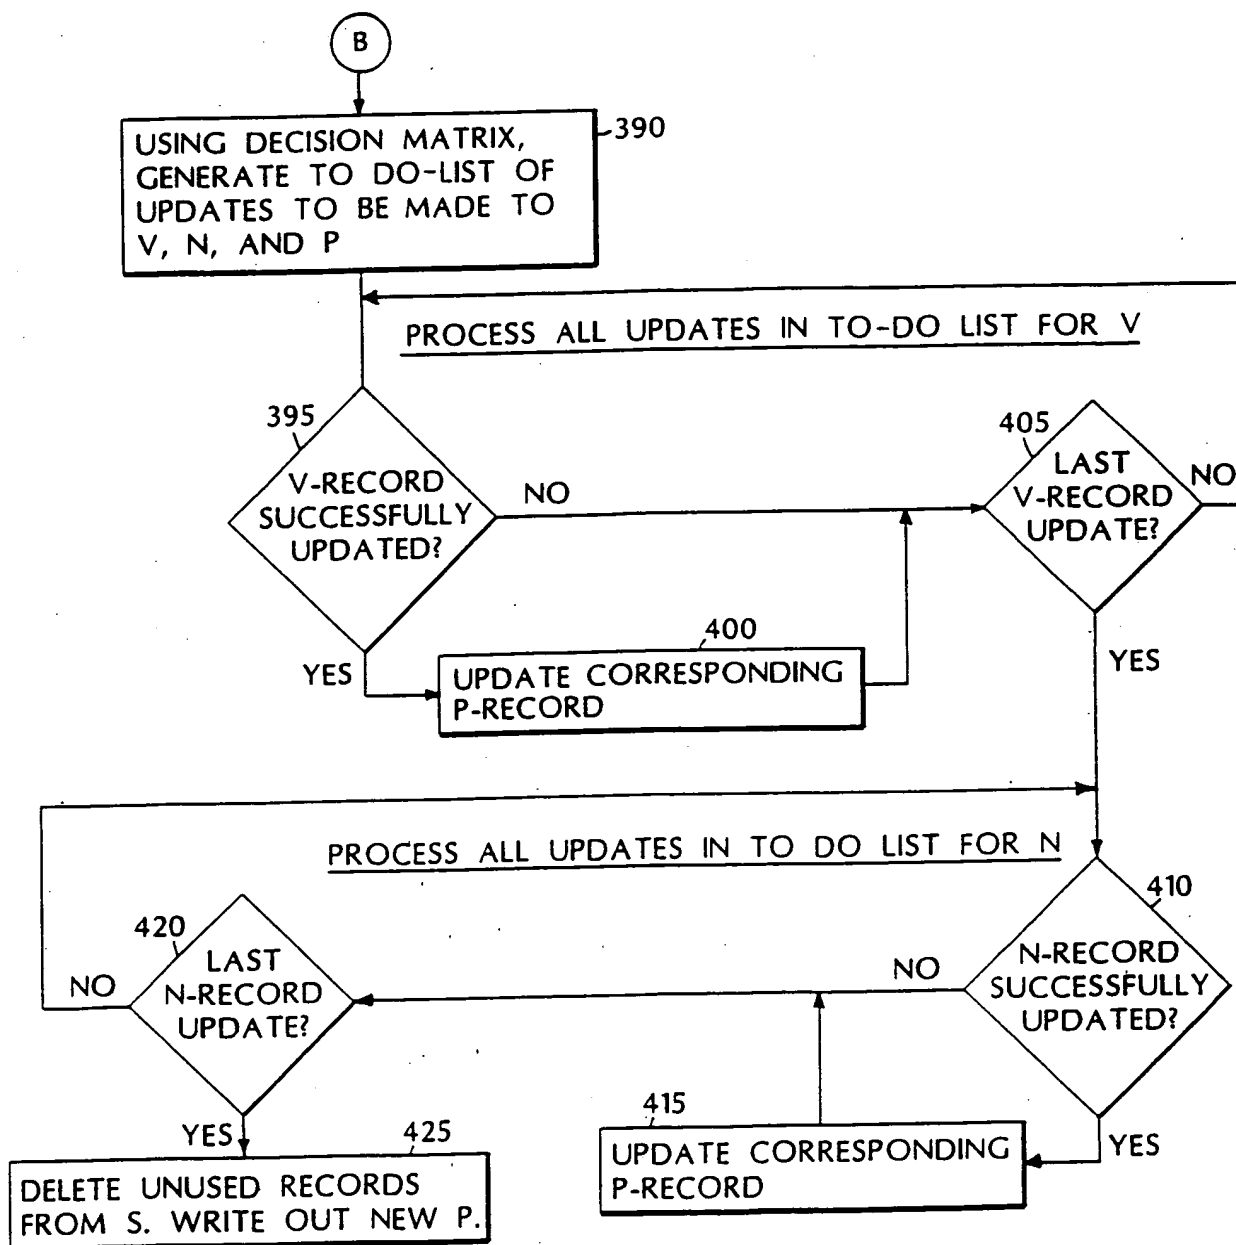 B
USING DECISION MATRIX,
GENERATE TO DO-LIST OF
UPDATES TO BE MADE TO
V, N, AND P
390
PROCESS ALL UPDATES IN TO-DO LIST FOR V
395
V-RECORD
SUCCESSFULLY
UPDATED?
NO
YES
400
UPDATE CORRESPONDING
P-RECORD
405
LAST
V-RECORD
UPDATE?
NO
YES
PROCESS ALL UPDATES IN TO DO LIST FOR N
410
N-RECORD
SUCCESSFULLY
UPDATED?
NO
YES
415
UPDATE CORRESPONDING
P-RECORD
420
LAST
N-RECORD
UPDATE?
NO
YES
425
DELETE UNUSED RECORDS
FROM S. WRITE OUT NEW P.